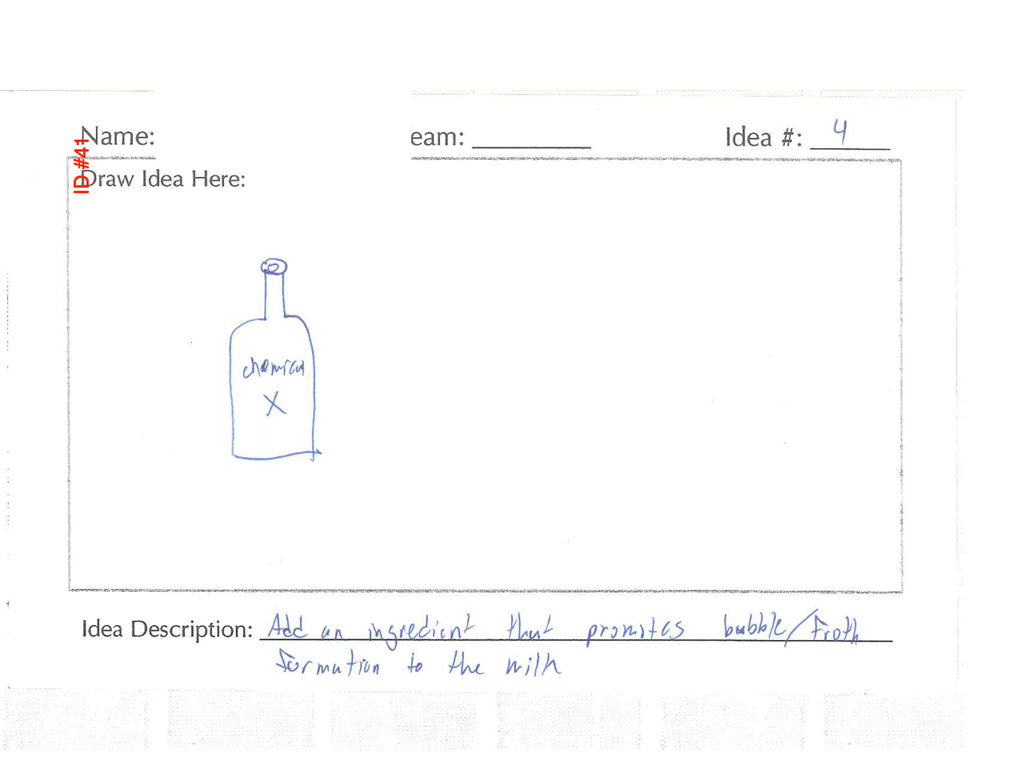 Name: eam: Idea #: 4
ID#41
Draw Idea Here:
chemical
X
Idea Description: Add an ingredient that promotes bubble/froth
formation to the milk